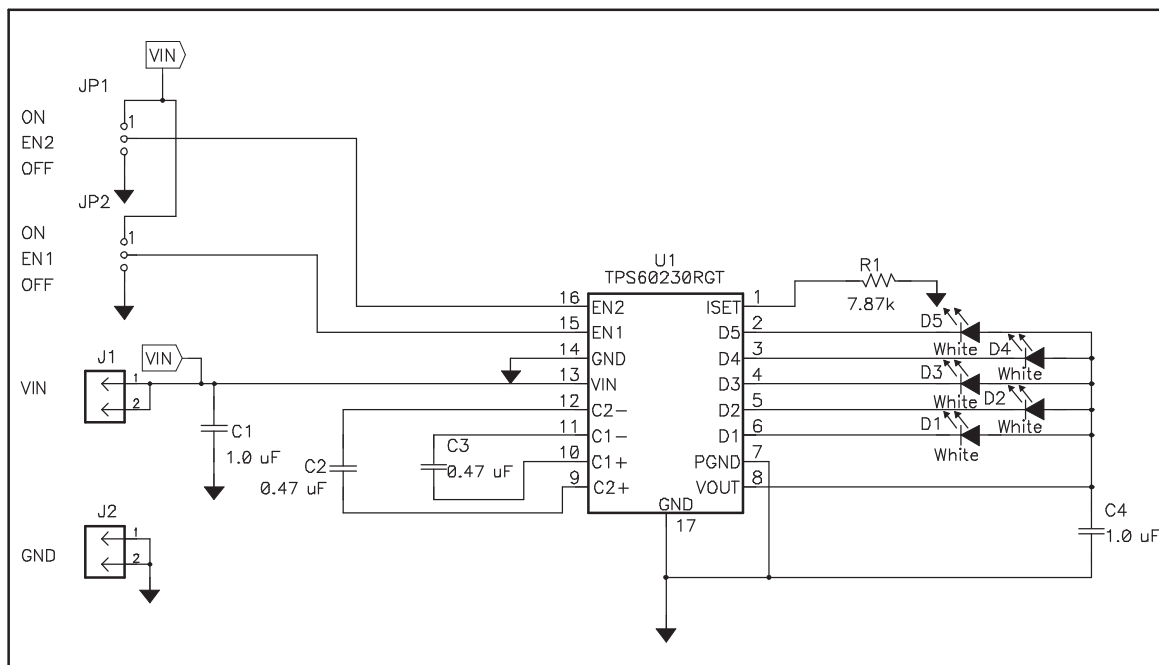 VIN
JP1
ON
1
EN2
OFF
JP2
ON
1
EN1
OFF
U1
TPS60230RGT
16 EN2
15 EN1
14 GND
13 VIN
12 C2-
11 C1-
10 C1+
9 C2+
ISET 1
D5 2
D4 3
D3 4
D2 5
D1 6
PGND 7
VOUT 8
GND
17
R1
7.87k
D5
White
D4
White
D3
White
D2
White
D1
White
J1
VIN
VIN
1
2
C1
1.0 uF
C2
0.47 uF
C3
0.47 uF
J2
GND
1
2
C4
1.0 uF